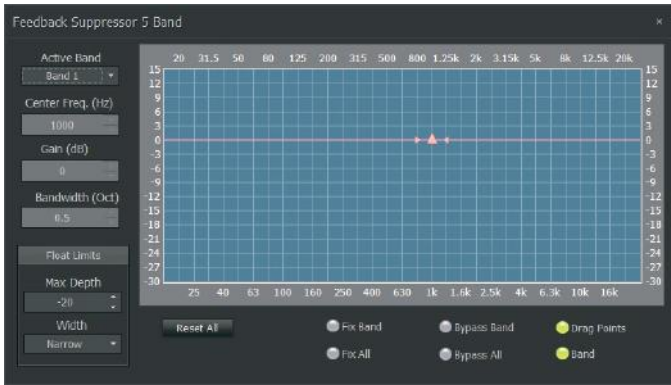 Feedback Suppressor 5 Band
×
Active Band
Band 1
Center Freq. (Hz)
1000
Gain (dB)
0
Bandwidth (Oct)
0.5
Float Limits
Max Depth
-20
Width
Narrow
20 31.5 50 80 125 200 315 500 800 1.25k 2k 3.15k 5k 8k 12.5k 20k
15 15
12 12
9 9
6 6
3 3
0 0
-3 -3
-6 -6
-9 -9
-12 -12
-15 -15
-18 -18
-21 -21
-24 -24
-27 -27
-30 -30
25 40 63 100 160 250 400 630 1k 1.6k 2.5k 4k 6.3k 10k 16k
Reset All
Fix Band
Bypass Band
Drag Points
Fix All
Bypass All
Band